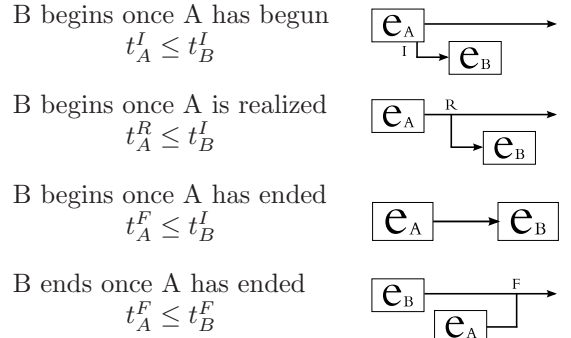 B begins once A has begun
t_A^I ≤ t_B^I
e_A
I
e_B
B begins once A is realized
t_A^R ≤ t_B^I
e_A
R
e_B
B begins once A has ended
t_A^F ≤ t_B^I
e_A
e_B
B ends once A has ended
t_A^F ≤ t_B^F
e_B
F
e_A